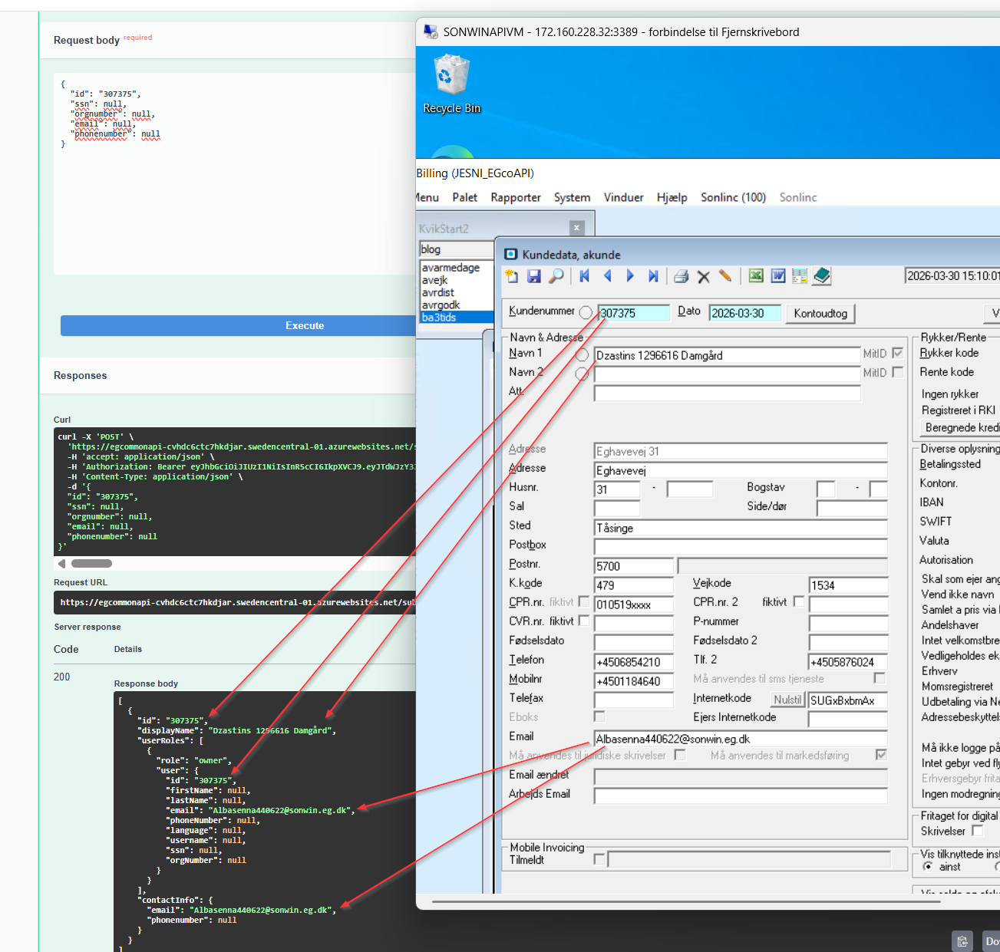 Request body required
{
"id": "307375",
"ssn": null,
"orgnumber": null,
"email": null,
"phonenumber": null
}
Execute
Responses
Curl
curl -X 'POST' \
'https://egcommonapi-cvhdc6ctc7hkdjar.swedencentral-01.azurewebsites.net/s
-H 'accept: application/json' \
-H 'Authorization: Bearer
-H 'Content-Type: application/json' \
-d '{
"id": "307375",
"ssn": null,
"orgnumber": null,
"email": null,
"phonenumber": null
}'
Request URL
https://egcommonapi-cvhdc6ctc7hkdjar.swedencentral-01.azurewebsites.net/sub
Server response
Code Details
200
Response body
[
{
"id": "307375",
"displayName": "Dzastins 1296616 Damgård",
"userRoles": [
{
"role": "owner",
"user": {
"id": "307375",
"firstName": null,
"lastName": null,
"email": "Albasenna440622@sonwin.eg.dk",
"phoneNumber": null,
"language": null,
"username": null,
"ssn": null,
"orgNumber": null
}
}
],
"contactInfo": {
"email": "Albasenna440622@sonwin.eg.dk",
"phonenumber": null
}
}
]
SONWINAPIVM - 172.160.228.32:3389 - forbindelse til Fjernskrivebord
Recycle Bin
Billing (JESNI_EGcoAPI)
Menu Palet Rapporter System Vinduer Hjælp Sonlinc (100) Sonlinc
KvikStart2 x
blog
avarmedage
avejk
avrdist
avrgodk
ba3tids
Kundedata, akunde
2026-03-30 15:10:01
Kundenummer 307375 Dato 2026-03-30 Kontoudtog V
Navn & Adresse
Navn 1 Dzastins 1296616 Damgård MitID
Navn 2 MitID
Att.
Adresse Eghavevej 31
Adresse Eghavevej
Husnr. 31 - Bogstav -
Sal Side/dør
Sted Tåsinge
Postbox
Postnr. 5700
K.kode 479 Vejkode 1534
CPR.nr. fiktivt 010519xxxx CPR.nr. 2 fiktivt
CVR.nr. fiktivt P-nummer
Fødselsdato Fødselsdato 2
Telefon +4506854210 Tlf. 2 +4505876024
Mobilnr +4501184640 Må anvendes til sms tjeneste
Telefax Internetkode Nulstil SUGxBxbmAx
Eboks Ejers Internetkode
Email Albasenna440622@sonwin.eg.dk
Må anvendes til juridiske skrivelser Må anvendes til markedsføring
Email ændret
Arbejds Email
Mobile Invoicing
Tilmeldt
Rykker/Rente
Rykker kode
Rente kode
Ingen rykker
Registreret i RKI
Beregnede kredi
Diverse oplysning
Betalingssted
Kontonr.
IBAN
SWIFT
Valuta
Autorisation
Skal som ejer ang
Vend ikke navn
Samlet a pris via
Andelshaver
Intet velkomstbre
Vedligeholdes ek
Erhverv
Momsregistreret
Udbetaling via Ne
Adressebeskyttels
Må ikke logge på
Intet gebyr ved fl
Erhversgebyr frita
Ingen modregning
Fritaget for digital
Skrivelser
Vis tilknyttede inst
ainst
Do